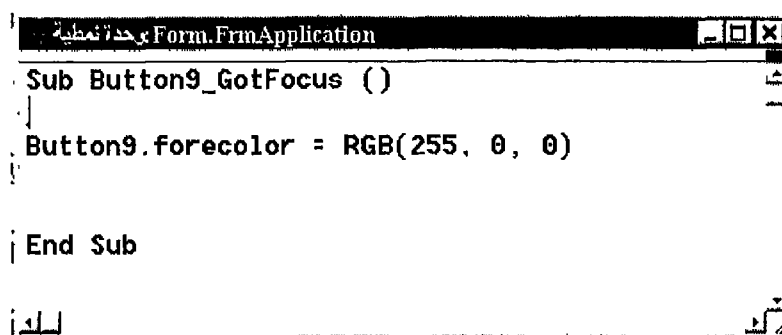 وحدة نمطية Form.FrmApplication
Sub Button9_GotFocus ()
Button9.forecolor = RGB(255, 0, 0)
End Sub